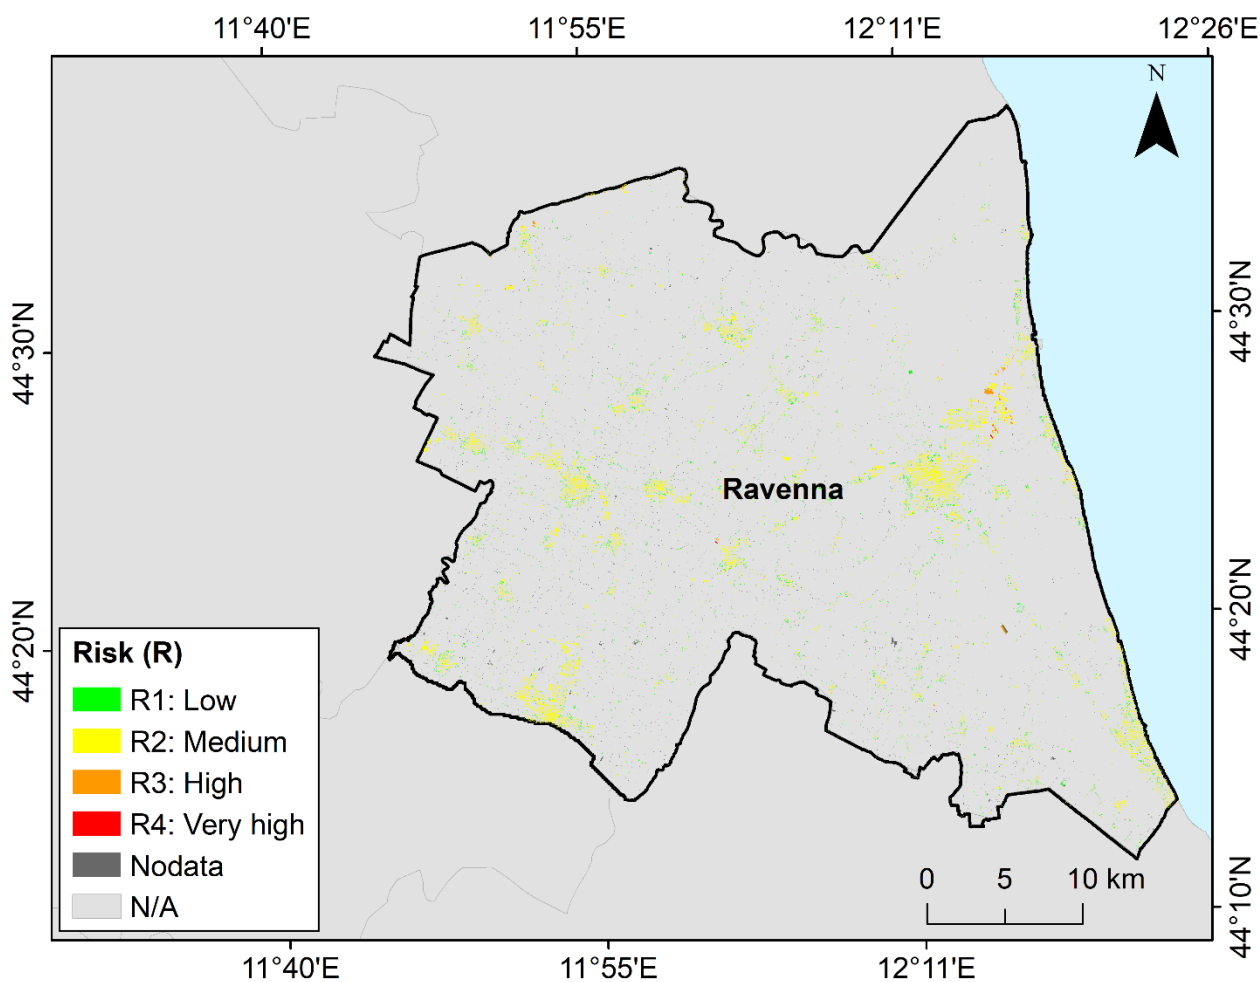 11°40'E 11°55'E 12°11'E 12°26'E
N
44°30'N
44°30'N
Ravenna
44°20'N
44°20'N
Risk (R)
R1: Low
R2: Medium
R3: High
R4: Very high
Nodata
N/A
0 5 10 km
44°10'N
11°40'E 11°55'E 12°11'E